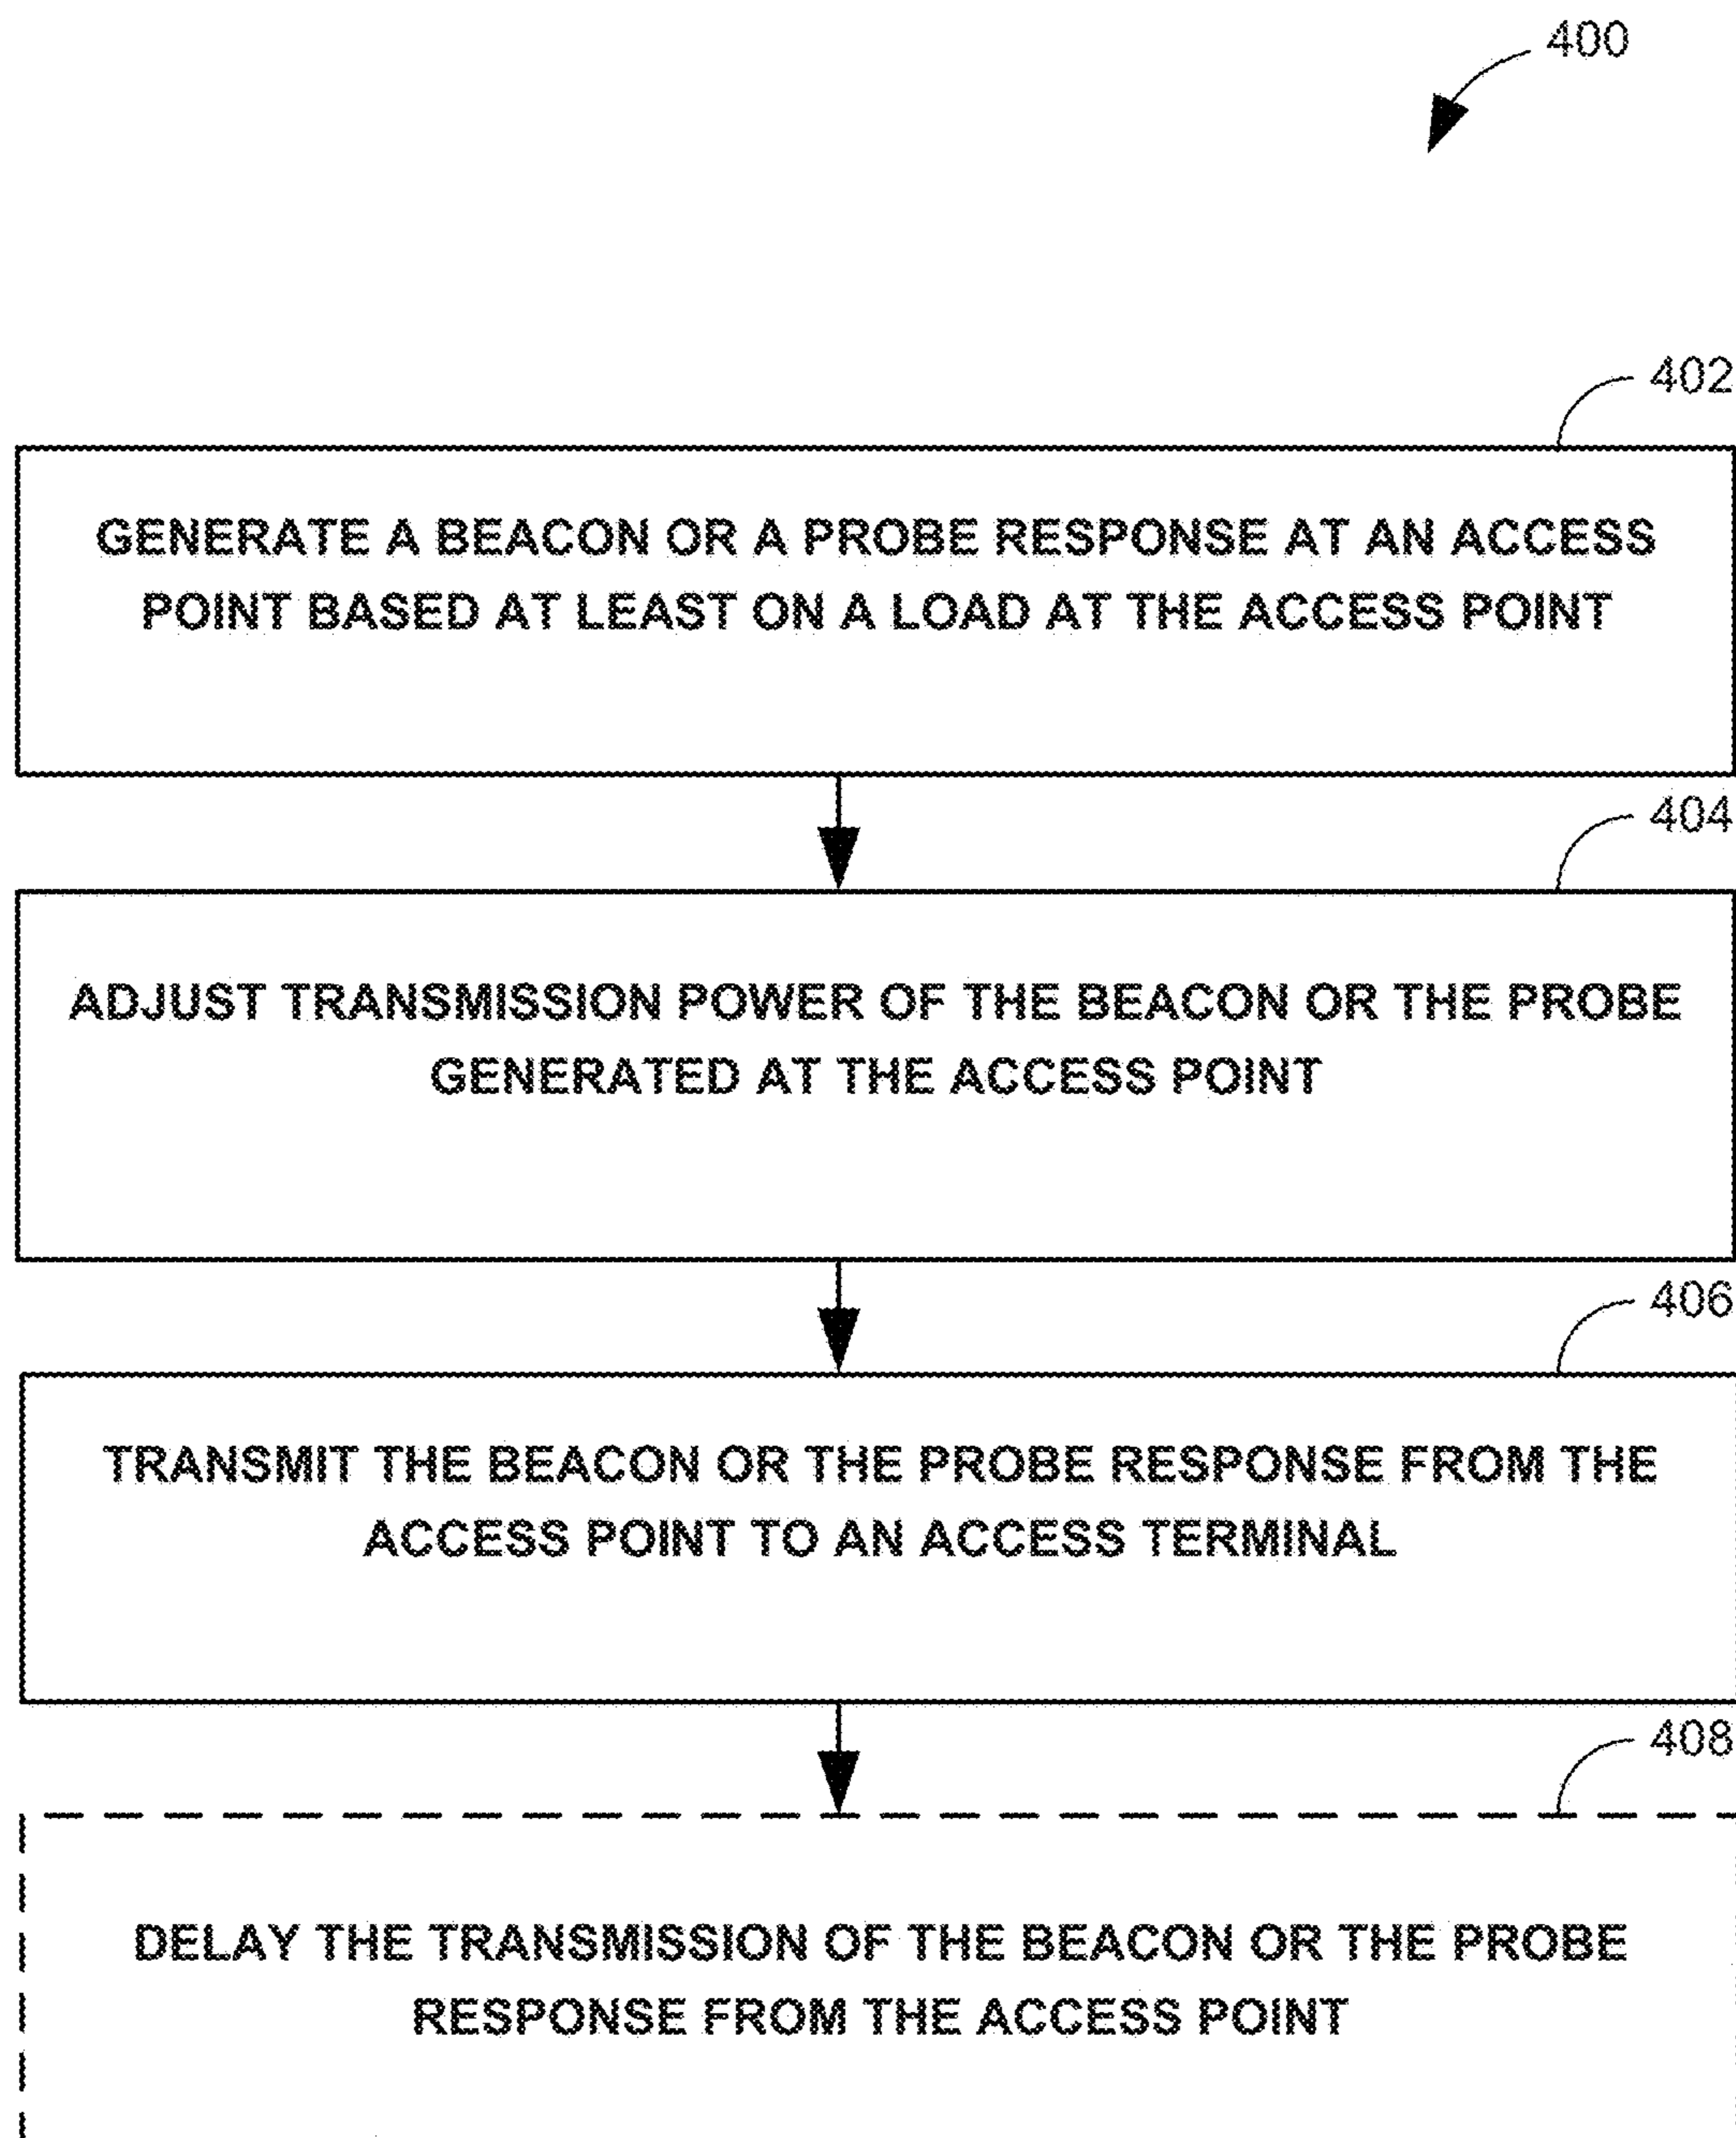 400
402
GENERATE A BEACON OR A PROBE RESPONSE AT AN ACCESS
POINT BASED AT LEAST ON A LOAD AT THE ACCESS POINT
404
ADJUST TRANSMISSION POWER OF THE BEACON OR THE PROBE
GENERATED AT THE ACCESS POINT
406
TRANSMIT THE BEACON OR THE PROBE RESPONSE FROM THE
ACCESS POINT TO AN ACCESS TERMINAL
408
DELAY THE TRANSMISSION OF THE BEACON OR THE PROBE
RESPONSE FROM THE ACCESS POINT